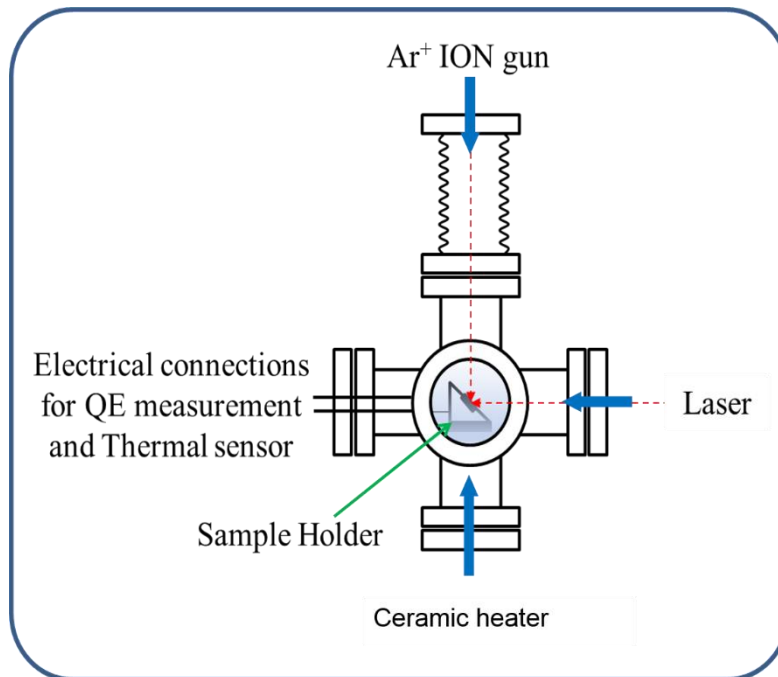 Ar⁺ ION gun
Electrical connections
for QE measurement
and Thermal sensor
Laser
Sample Holder
Ceramic heater